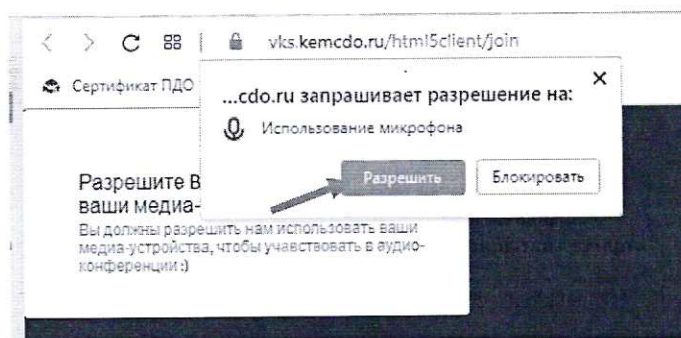 vks.kemcdo.ru/html5client/join
Сертификат ПДО
...cdo.ru запрашивает разрешение на:
Использование микрофона
Разрешить
Блокировать
Разрешите B
ваши медиа-
Вы должны разрешить нам использовать ваши
медиа-устройства, чтобы учавствовать в аудио-
конференции :)